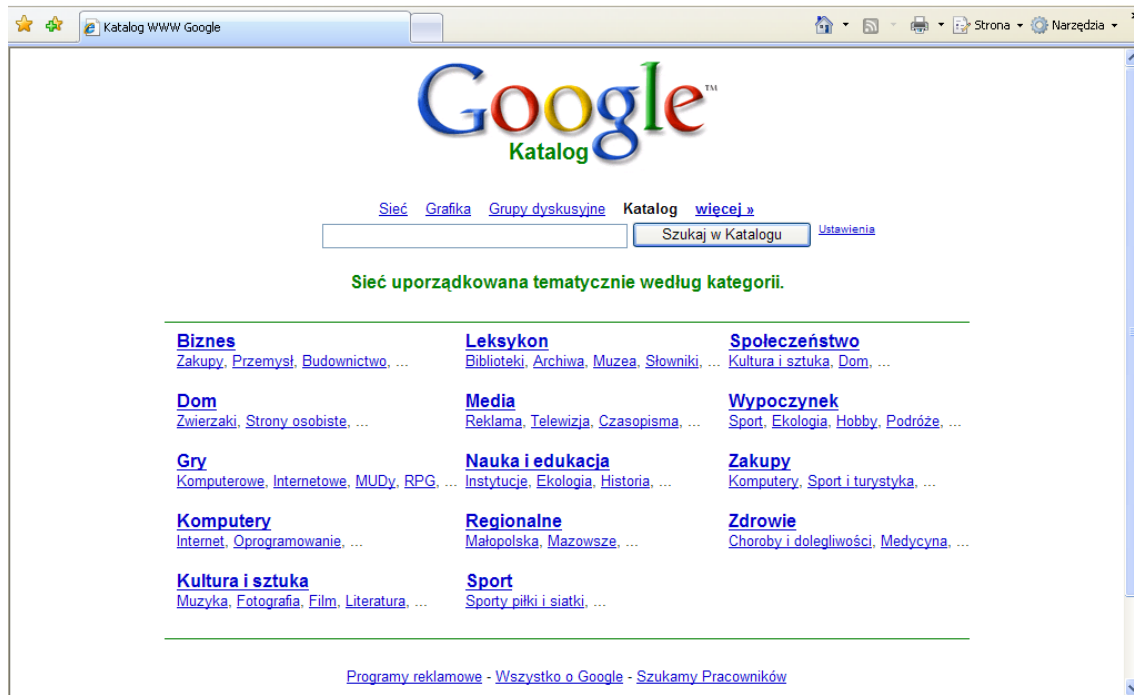 Katalog WWW Google
Strona
Narzędzia
Google™
Katalog
Sieć Grafika Grupy dyskusyjne Katalog więcej »
Szukaj w Katalogu Ustawienia
Sieć uporządkowana tematycznie według kategorii.
Biznes
Zakupy, Przemysł, Budownictwo, ...
Leksykon
Biblioteki, Archiwa, Muzea, Słowniki, ...
Społeczeństwo
Kultura i sztuka, Dom, ...
Dom
Zwierzaki, Strony osobiste, ...
Media
Reklama, Telewizja, Czasopisma, ...
Wypoczynek
Sport, Ekologia, Hobby, Podróże, ...
Gry
Komputerowe, Internetowe, MUDy, RPG, ...
Nauka i edukacja
Instytucje, Ekologia, Historia, ...
Zakupy
Komputery, Sport i turystyka, ...
Komputery
Internet, Oprogramowanie, ...
Regionalne
Małopolska, Mazowsze, ...
Zdrowie
Choroby i dolegliwości, Medycyna, ...
Kultura i sztuka
Muzyka, Fotografia, Film, Literatura, ...
Sport
Sporty piłki i siatki, ...
Programy reklamowe - Wszystko o Google - Szukamy Pracowników